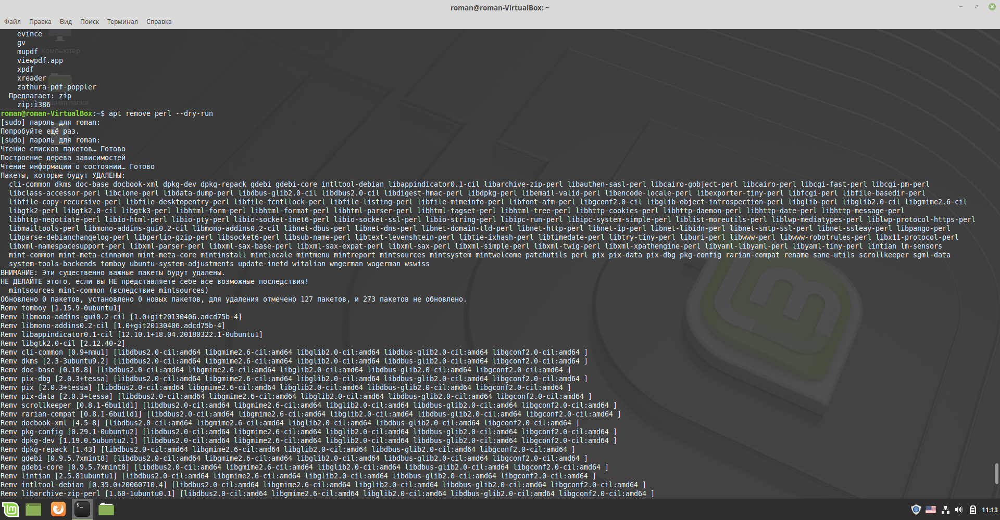 roman@roman-VirtualBox: ~
Файл Правка Вид Поиск Терминал Справка
evince
gv
mupdf
Компьютер
viewpdf.app
xpdf
xreader
zathura-pdf-poppler
Предлагает: zip
zip:i386
roman@roman-VirtualBox:~$ apt remove perl --dry-run
[sudo] пароль для roman:
Попробуйте ещё раз.
[sudo] пароль для roman:
Чтение списков пакетов… Готово
Построение дерева зависимостей
Чтение информации о состоянии… Готово
Пакеты, которые будут УДАЛЕНЫ:
cli-common dkms doc-base docbook-xml dpkg-dev dpkg-repack gdebi gdebi-core intltool-debian libappindicator0.1-cil libarchive-zip-perl libauthen-sasl-perl libcairo-gobject-perl libcairo-perl libcgi-fast-perl libcgi-pm-perl
libclass-accessor-perl libclone-perl libdata-dump-perl libdbus-glib2.0-cil libdbus2.0-cil libdigest-hmac-perl libdpkg-perl libemail-valid-perl libencode-locale-perl libexporter-tiny-perl libfcgi-perl libfile-basedir-perl
libfile-copy-recursive-perl libfile-desktopentry-perl libfile-fcntllock-perl libfile-listing-perl libfile-mimeinfo-perl libfont-afm-perl libgconf2.0-cil libglib-object-introspection-perl libglib-perl libglib2.0-cil libgmime2.6-cil
libgtk2-perl libgtk2.0-cil libgtk3-perl libhtml-form-perl libhtml-format-perl libhtml-parser-perl libhtml-tagset-perl libhtml-tree-perl libhttp-cookies-perl libhttp-daemon-perl libhttp-date-perl libhttp-message-perl
libhttp-negotiate-perl libio-html-perl libio-pty-perl libio-socket-inet6-perl libio-socket-ssl-perl libio-string-perl libipc-run-perl libipc-system-simple-perl liblist-moreutils-perl liblwp-mediatypes-perl liblwp-protocol-https-perl
libmailtools-perl libmono-addins-gui0.2-cil libmono-addins0.2-cil libnet-dbus-perl libnet-dns-perl libnet-domain-tld-perl libnet-http-perl libnet-ip-perl libnet-libidn-perl libnet-smtp-ssl-perl libnet-ssleay-perl libpango-perl
libparse-debianchangelog-perl libperlio-gzip-perl libsocket6-perl libsub-name-perl libtext-levenshtein-perl libtie-ixhash-perl libtimedate-perl libtry-tiny-perl liburi-perl libwww-perl libwww-robotrules-perl libx11-protocol-perl
libxml-namespacesupport-perl libxml-parser-perl libxml-sax-base-perl libxml-sax-expat-perl libxml-sax-perl libxml-simple-perl libxml-twig-perl libxml-xpathengine-perl libyaml-libyaml-perl libyaml-tiny-perl lintian lm-sensors
mint-common mint-meta-cinnamon mint-meta-core mintinstall mintlocale mintmenu mintreport mintsources mintsystem mintwelcome patchutils perl pix pix-data pix-dbg pkg-config rarian-compat rename sane-utils scrollkeeper sgml-data
system-tools-backends tomboy ubuntu-system-adjustments update-inetd witalian wngerman wogerman wswiss
ВНИМАНИЕ: Эти существенно важные пакеты будут удалены.
НЕ ДЕЛАЙТЕ этого, если вы НЕ представляете себе все возможные последствия!
mintsources mint-common (вследствие mintsources)
Обновлено 0 пакетов, установлено 0 новых пакетов, для удаления отмечено 127 пакетов, и 273 пакетов не обновлено.
Remv tomboy [1.15.9-0ubuntu1]
Remv libmono-addins-gui0.2-cil [1.0+git20130406.adcd75b-4]
Remv libmono-addins0.2-cil [1.0+git20130406.adcd75b-4]
Remv libappindicator0.1-cil [12.10.1+18.04.20180322.1-0ubuntu1]
Remv libgtk2.0-cil [2.12.40-2]
Remv cli-common [0.9+nmu1] [libdbus2.0-cil:amd64 libgmime2.6-cil:amd64 libglib2.0-cil:amd64 libdbus-glib2.0-cil:amd64 libgconf2.0-cil:amd64 ]
Remv dkms [2.3-3ubuntu9.2] [libdbus2.0-cil:amd64 libgmime2.6-cil:amd64 libglib2.0-cil:amd64 libdbus-glib2.0-cil:amd64 libgconf2.0-cil:amd64 ]
Remv doc-base [0.10.8] [libdbus2.0-cil:amd64 libgmime2.6-cil:amd64 libglib2.0-cil:amd64 libdbus-glib2.0-cil:amd64 libgconf2.0-cil:amd64 ]
Remv pix-dbg [2.0.3+tessa] [libdbus2.0-cil:amd64 libgmime2.6-cil:amd64 libglib2.0-cil:amd64 libdbus-glib2.0-cil:amd64 libgconf2.0-cil:amd64 ]
Remv pix [2.0.3+tessa] [libdbus2.0-cil:amd64 libgmime2.6-cil:amd64 libglib2.0-cil:amd64 libdbus-glib2.0-cil:amd64 libgconf2.0-cil:amd64 ]
Remv pix-data [2.0.3+tessa] [libdbus2.0-cil:amd64 libgmime2.6-cil:amd64 libglib2.0-cil:amd64 libdbus-glib2.0-cil:amd64 libgconf2.0-cil:amd64 ]
Remv scrollkeeper [0.8.1-6build1] [libdbus2.0-cil:amd64 libgmime2.6-cil:amd64 libglib2.0-cil:amd64 libdbus-glib2.0-cil:amd64 libgconf2.0-cil:amd64 ]
Remv rarian-compat [0.8.1-6build1] [libdbus2.0-cil:amd64 libgmime2.6-cil:amd64 libglib2.0-cil:amd64 libdbus-glib2.0-cil:amd64 libgconf2.0-cil:amd64 ]
Remv docbook-xml [4.5-8] [libdbus2.0-cil:amd64 libgmime2.6-cil:amd64 libglib2.0-cil:amd64 libdbus-glib2.0-cil:amd64 libgconf2.0-cil:amd64 ]
Remv pkg-config [0.29.1-0ubuntu2] [libdbus2.0-cil:amd64 libgmime2.6-cil:amd64 libglib2.0-cil:amd64 libdbus-glib2.0-cil:amd64 libgconf2.0-cil:amd64 ]
Remv dpkg-dev [1.19.0.5ubuntu2.1] [libdbus2.0-cil:amd64 libgmime2.6-cil:amd64 libglib2.0-cil:amd64 libdbus-glib2.0-cil:amd64 libgconf2.0-cil:amd64 ]
Remv dpkg-repack [1.43] [libdbus2.0-cil:amd64 libgmime2.6-cil:amd64 libglib2.0-cil:amd64 libdbus-glib2.0-cil:amd64 libgconf2.0-cil:amd64 ]
Remv gdebi [0.9.5.7xmint8] [libdbus2.0-cil:amd64 libgmime2.6-cil:amd64 libglib2.0-cil:amd64 libdbus-glib2.0-cil:amd64 libgconf2.0-cil:amd64 ]
Remv gdebi-core [0.9.5.7xmint8] [libdbus2.0-cil:amd64 libgmime2.6-cil:amd64 libglib2.0-cil:amd64 libdbus-glib2.0-cil:amd64 libgconf2.0-cil:amd64 ]
Remv lintian [2.5.81ubuntu1] [libdbus2.0-cil:amd64 libgmime2.6-cil:amd64 libglib2.0-cil:amd64 libdbus-glib2.0-cil:amd64 libgconf2.0-cil:amd64 ]
Remv intltool-debian [0.35.0+20060710.4] [libdbus2.0-cil:amd64 libgmime2.6-cil:amd64 libglib2.0-cil:amd64 libdbus-glib2.0-cil:amd64 libgconf2.0-cil:amd64 ]
Remv libarchive-zip-perl [1.60-1ubuntu0.1] [libdbus2.0-cil:amd64 libgmime2.6-cil:amd64 libglib2.0-cil:amd64 libdbus-glib2.0-cil:amd64 libgconf2.0-cil:amd64 ]
11:13